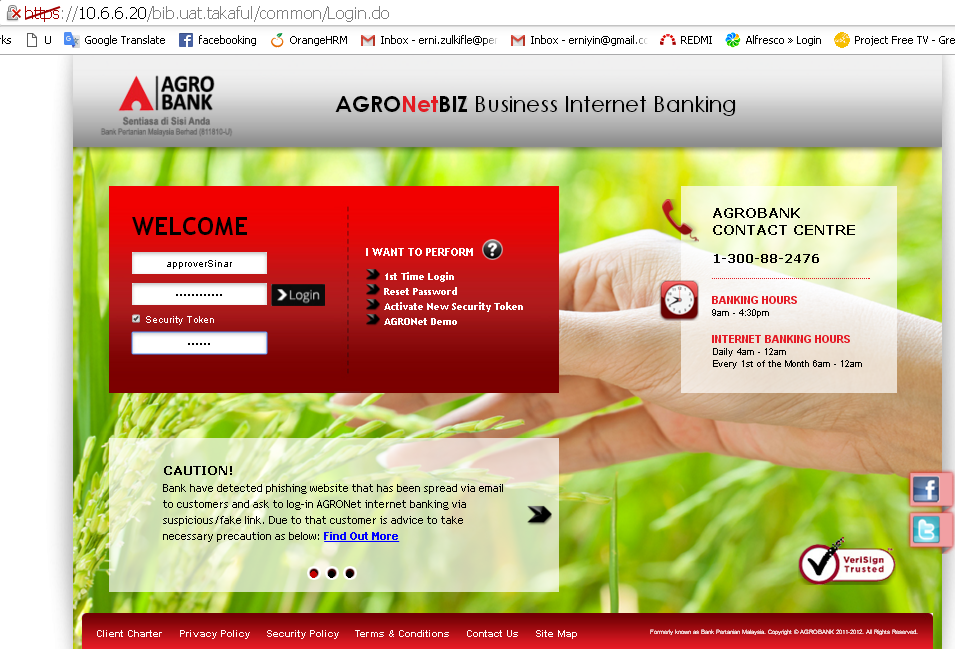 https://10.6.6.20/bib.uat.takaful/common/Login.do
ks U Google Translate facebooking OrangeHRM Inbox - erni.zulkifle@per Inbox - erniyin@gmail.co REDMI Alfresco » Login Project Free TV - Gre
AGRO
BANK
Sentiasa di Sisi Anda
Bank Pertanian Malaysia Berhad (811810-U)
AGRONetBIZ Business Internet Banking
WELCOME
approverSinar
••••••••••••
Login
Security Token
••••••
I WANT TO PERFORM ?
1st Time Login
Reset Password
Activate New Security Token
AGRONet Demo
AGROBANK
CONTACT CENTRE
1-300-88-2476
BANKING HOURS
9am - 4:30pm
INTERNET BANKING HOURS
Daily 4am - 12am
Every 1st of the Month 6am - 12am
CAUTION!
Bank have detected phishing website that has been spread via email
to customers and ask to log-in AGRONet internet banking via
suspicious/fake link. Due to that customer is advice to take
necessary precaution as below: Find Out More
f
t
VeriSign
Trusted
Client Charter Privacy Policy Security Policy Terms & Conditions Contact Us Site Map
Formerly known as Bank Pertanian Malaysia. Copyright © AGROBANK 2011-2012. All Rights Reserved.